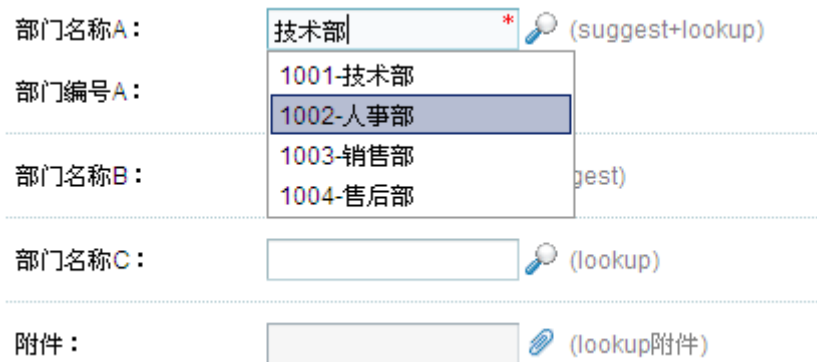 部门名称A： 技术部 * (suggest+lookup)
1001-技术部
部门编号A：
1002-人事部
1003-销售部
部门名称B： gest)
1004-售后部
部门名称C： (lookup)
附件： (lookup附件)